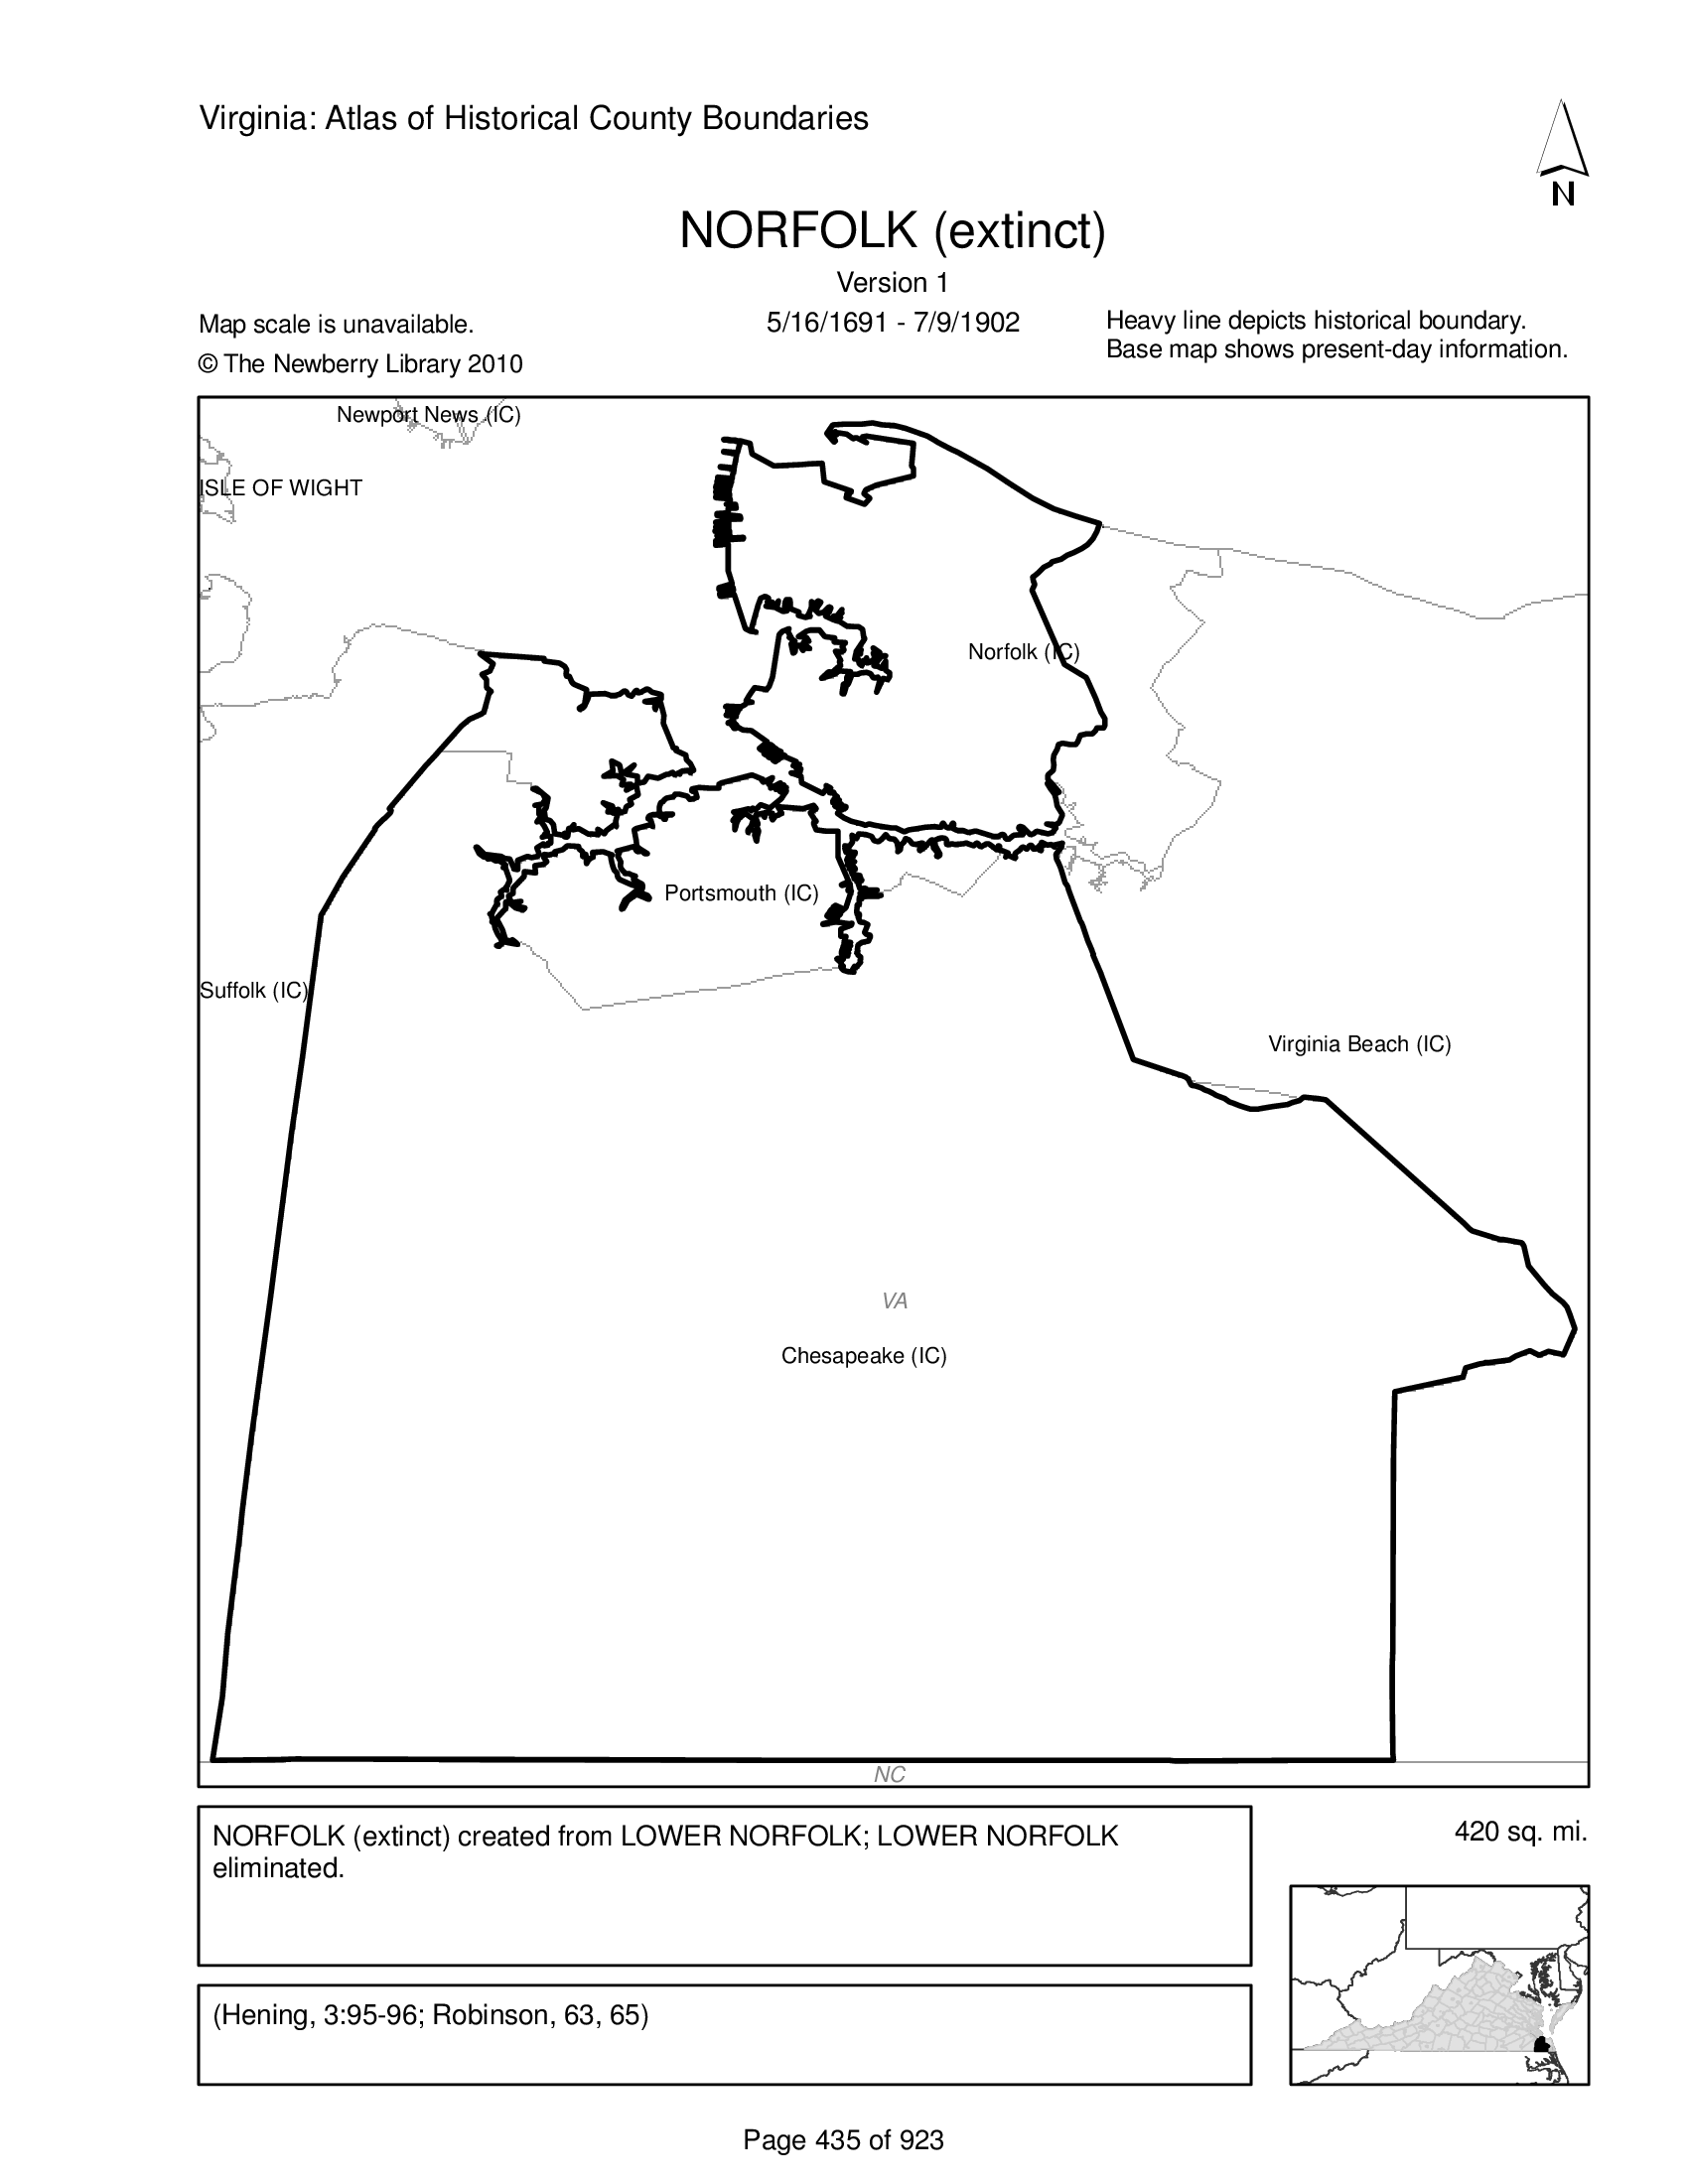 Virginia: Atlas of Historical County Boundaries
N
NORFOLK (extinct)
Version 1
Map scale is unavailable.
5/16/1691 - 7/9/1902
Heavy line depicts historical boundary.
© The Newberry Library 2010
Base map shows present-day information.
Newport News (IC)
ISLE OF WIGHT
Norfolk (IC)
Portsmouth (IC)
Suffolk (IC)
Virginia Beach (IC)
VA
Chesapeake (IC)
NC
NORFOLK (extinct) created from LOWER NORFOLK; LOWER NORFOLK
eliminated.
420 sq. mi.
(Hening, 3:95-96; Robinson, 63, 65)
Page 435 of 923